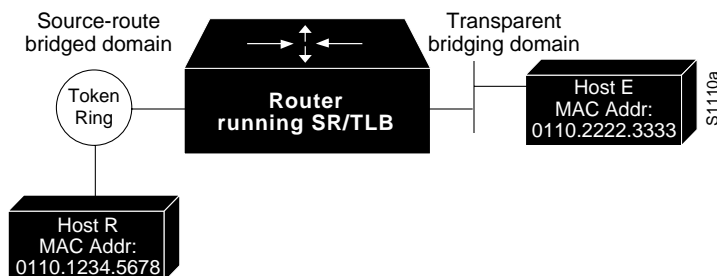 Source-route
bridged domain
Transparent
bridging domain
Token
Ring
Router
running SR/TLB
Host E
MAC Addr:
0110.2222.3333
S1110a
Host R
MAC Addr:
0110.1234.5678